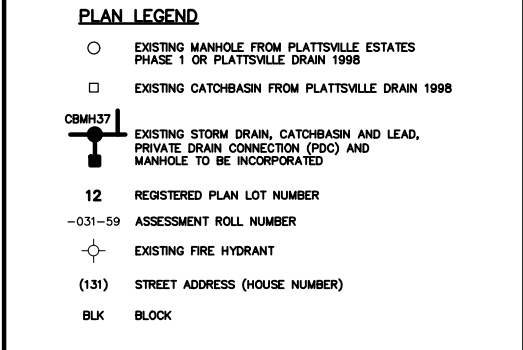 PLAN LEGEND
EXISTING MANHOLE FROM PLATTSVILLE ESTATES
PHASE 1 OR PLATTSVILLE DRAIN 1998
EXISTING CATCHBASIN FROM PLATTSVILLE DRAIN 1998
CBMH37
EXISTING STORM DRAIN, CATCHBASIN AND LEAD,
PRIVATE DRAIN CONNECTION (PDC) AND
MANHOLE TO BE INCORPORATED
12 REGISTERED PLAN LOT NUMBER
-031-59 ASSESSMENT ROLL NUMBER
EXISTING FIRE HYDRANT
(131) STREET ADDRESS (HOUSE NUMBER)
BLK BLOCK